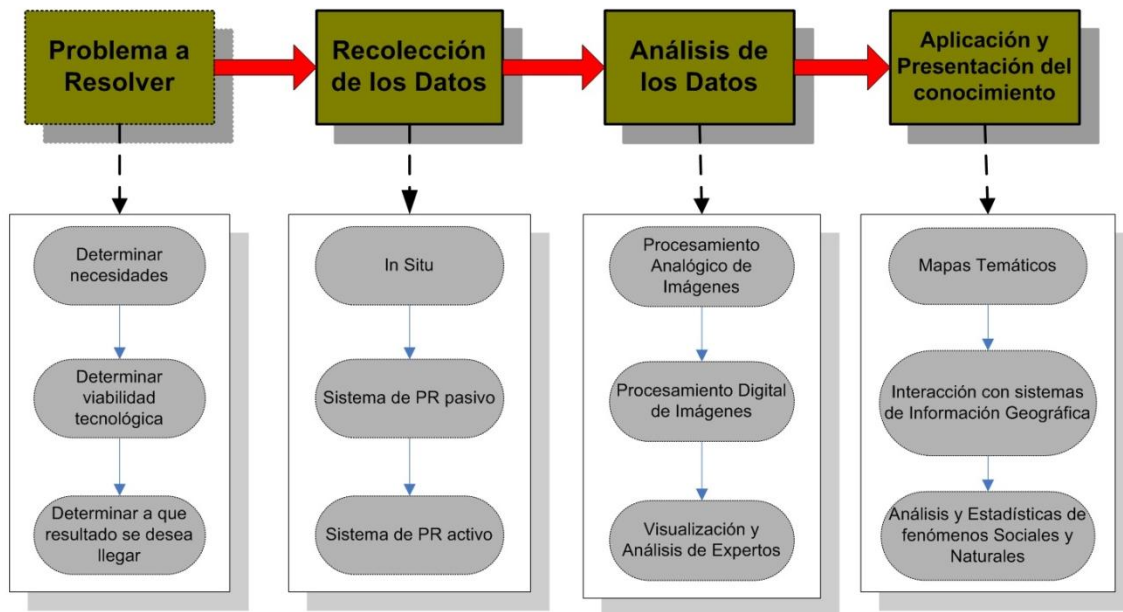 Problema a
Resolver
Recolección
de los Datos
Análisis de
los Datos
Aplicación y
Presentación del
conocimiento
Determinar
necesidades
Determinar
viabilidad
tecnológica
Determinar a que
resultado se desea
llegar
In Situ
Sistema de PR pasivo
Sistema de PR activo
Procesamiento
Analógico de
Imágenes
Procesamiento Digital
de Imágenes
Visualización y
Análisis de Expertos
Mapas Temáticos
Interacción con sistemas
de Información Geográfica
Análisis y Estadísticas de
fenómenos Sociales y
Naturales